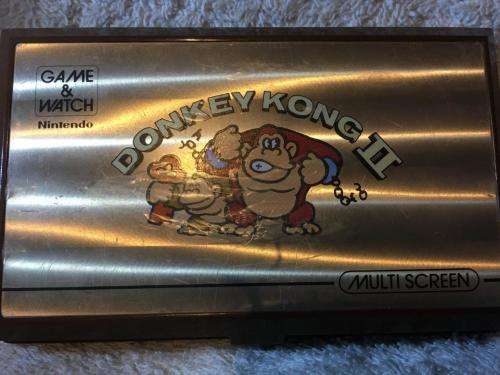 GAME
&
WATCH
Nintendo
DONKEY KONG II
MULTI SCREEN